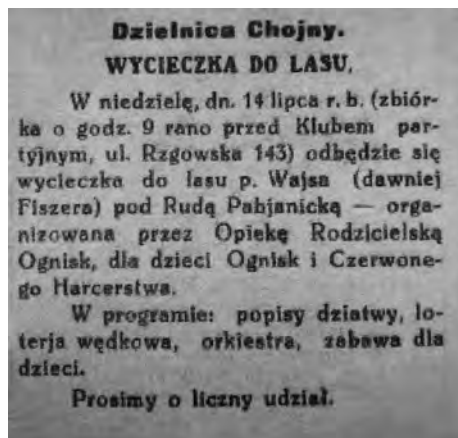 Dzielnica Chojny.
WYCIECZKA DO LASU.
W niedzielę, dn. 14 lipca r. b. (zbiór-
ka o godz. 9 rano przed Klubem par-
tyjnym, ul. Rzgowska 143) odbędzie się
wycieczka do lasu p. Wajsa (dawniej
Fiszera) pod Rudą Pabjanicką — orga-
nizowana przez Opiekę Rodzicielską
Ognisk, dla dzieci Ognisk i Czerwone-
go Harcerstwa.
W programie: popisy dziatwy, lo-
terja wędkowa, orkiestra, zabawa dla
dzieci.
Prosimy o liczny udział.